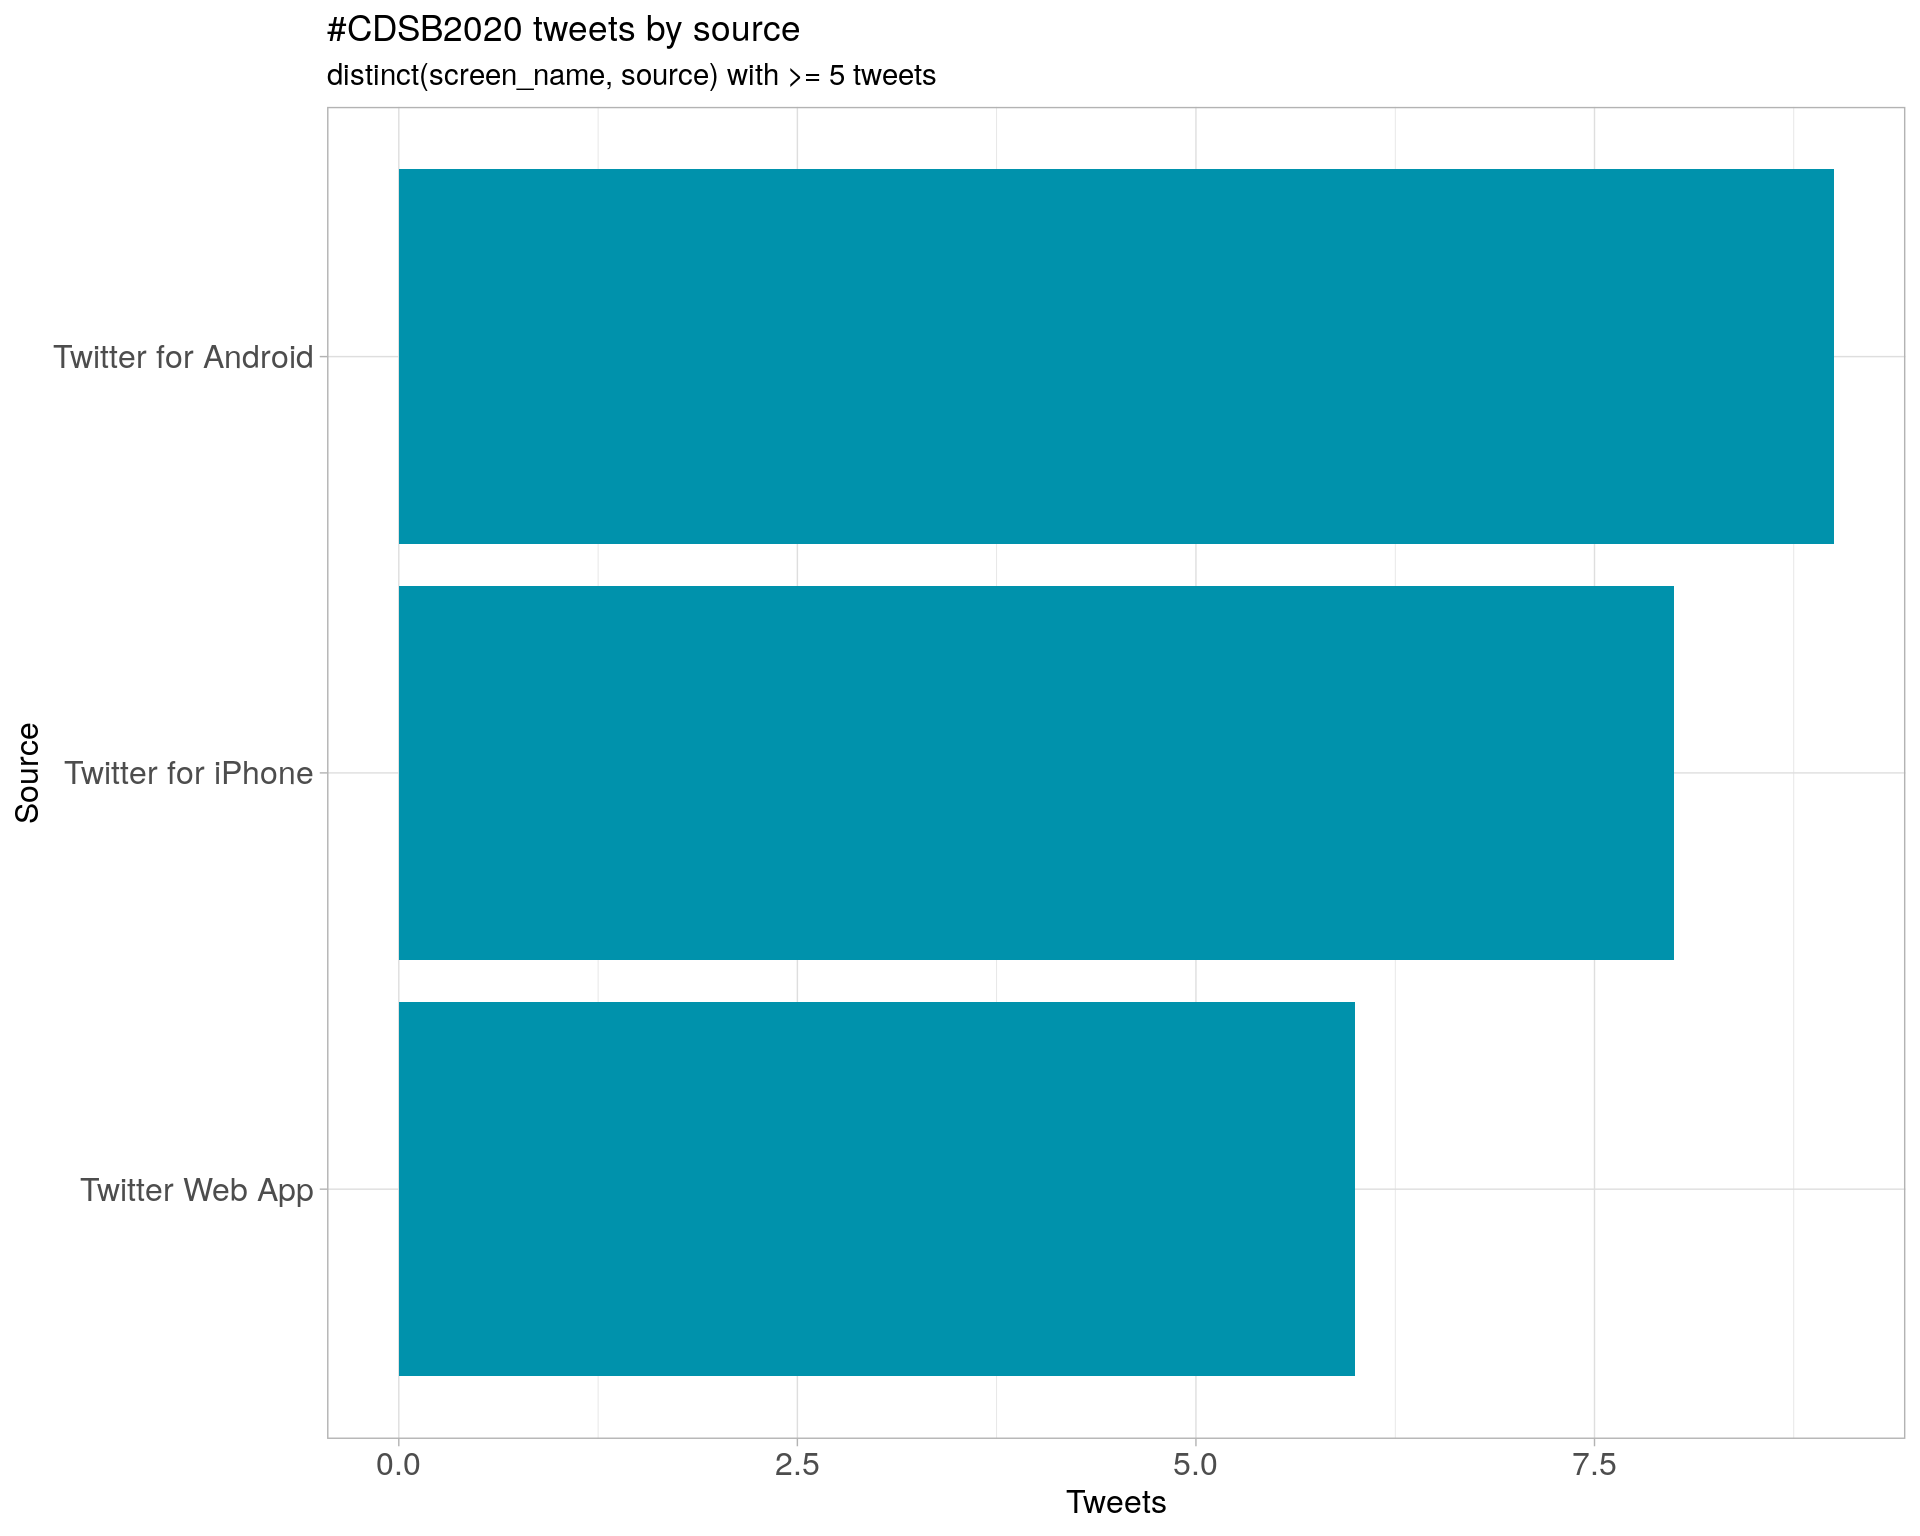 #CDSB2020 tweets by source
distinct(screen_name, source) with >= 5 tweets
Source
Twitter for Android
Twitter for iPhone
Twitter Web App
0.0 2.5 5.0 7.5
Tweets